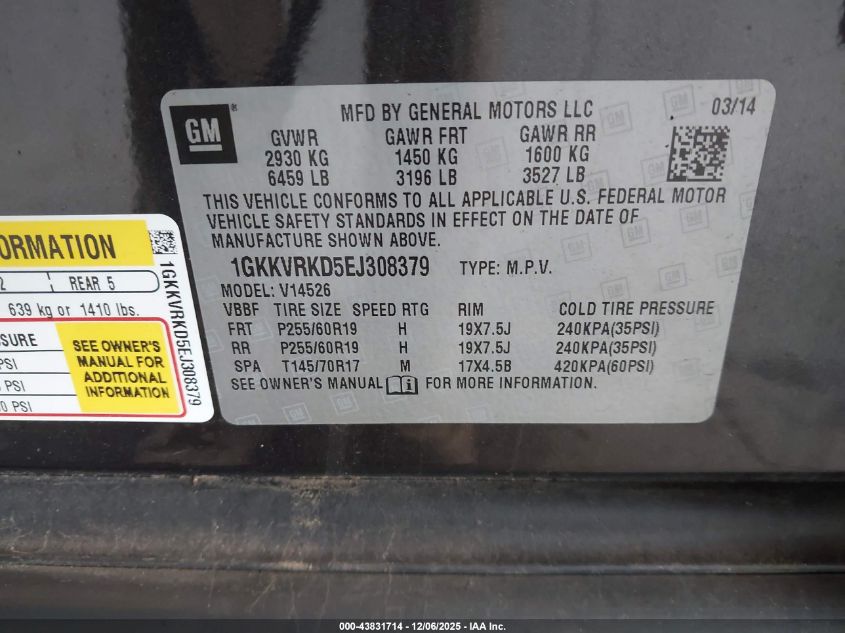 GM
MFD BY GENERAL MOTORS LLC 03/14
GVWR GAWR FRT GAWR RR
2930 KG 1450 KG 1600 KG
6459 LB 3196 LB 3527 LB
THIS VEHICLE CONFORMS TO ALL APPLICABLE U.S. FEDERAL MOTOR
VEHICLE SAFETY STANDARDS IN EFFECT ON THE DATE OF
MANUFACTURE SHOWN ABOVE.
1GKKVRKD5EJ308379 TYPE: M.P.V.
MODEL: V14526
VBBF TIRE SIZE SPEED RTG RIM COLD TIRE PRESSURE
FRT P255/60R19 H 19X7.5J 240KPA(35PSI)
RR P255/60R19 H 19X7.5J 240KPA(35PSI)
SPA T145/70R17 M 17X4.5B 420KPA(60PSI)
SEE OWNER'S MANUAL FOR MORE INFORMATION.
ORMATION
2 REAR 5
639 kg or 1410 lbs.
SURE
PSI
PSI
0 PSI
SEE OWNER'S
MANUAL FOR
ADDITIONAL
INFORMATION
1GKKVRKD5EJ308379
000-43831714 - 12/06/2025 - IAA Inc.